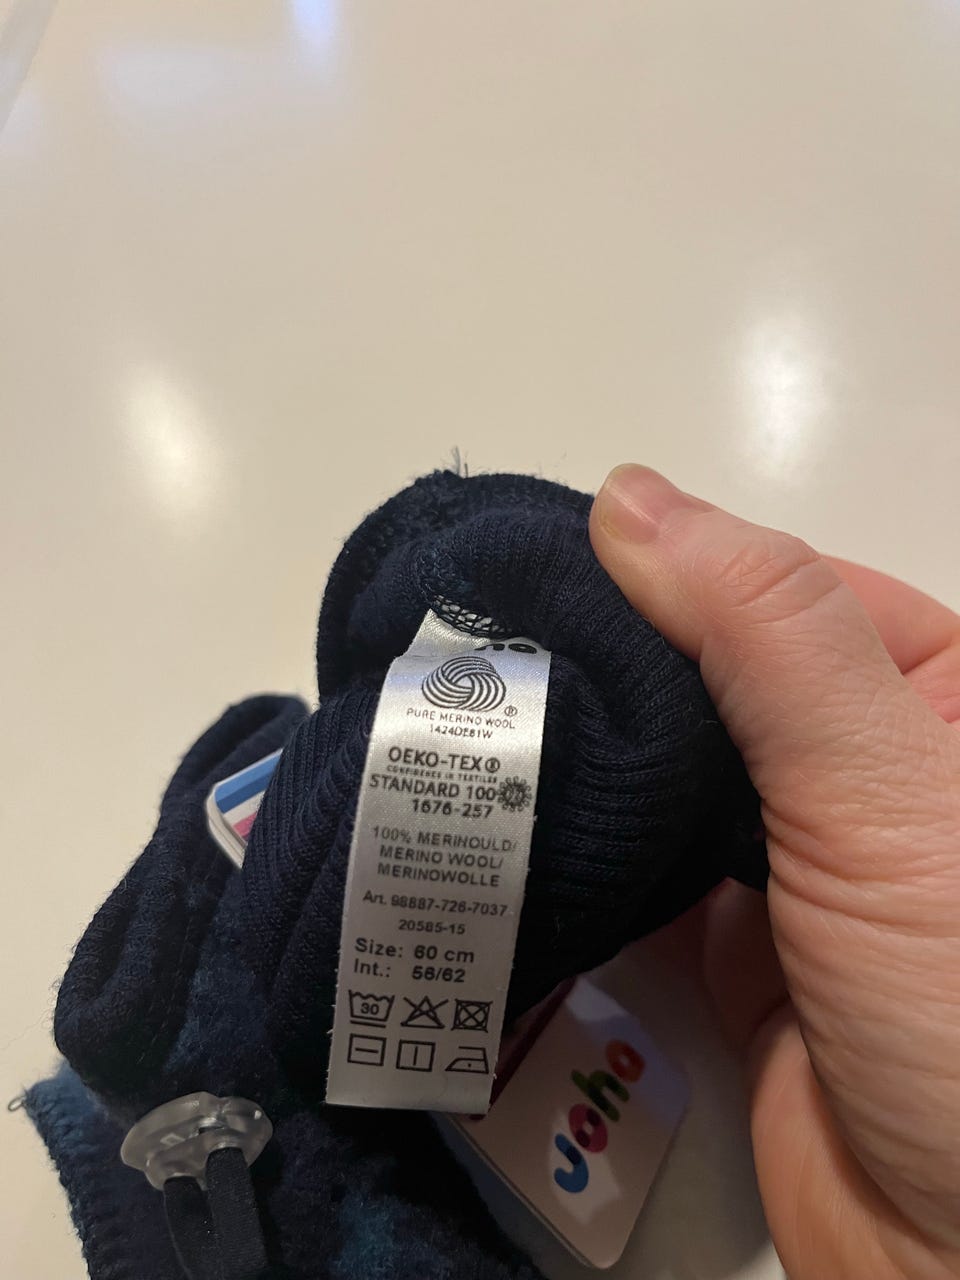 PURE MERINO WOOL
1424DE81W
OEKO-TEX®
CONFIDENCE IN TEXTILES
STANDARD 100
1676-257
100% MERINOULD/
MERINO WOOL/
MERINOWOLLE
Art. 98887-726-7037
20585-15
Size: 60 cm
Int.: 56/62
30
joha